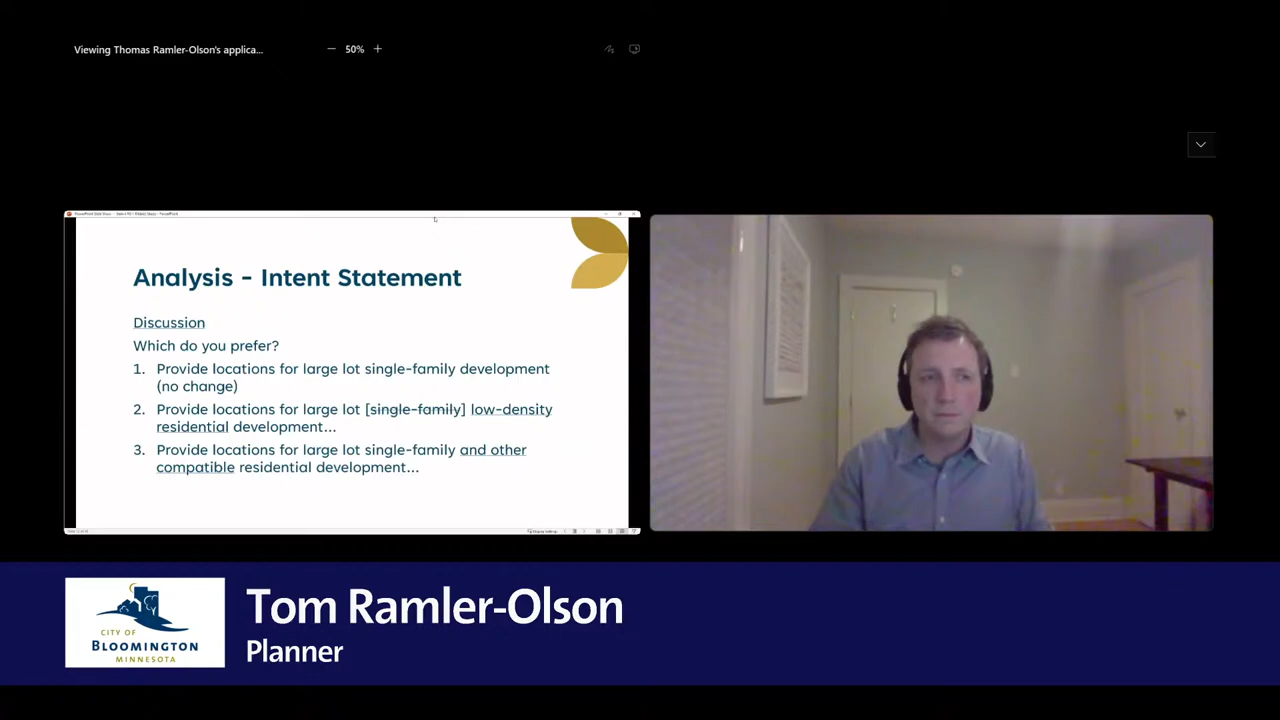 Viewing Thomas Ramler-Olson's applica...
50%
Analysis - Intent Statement
Discussion
Which do you prefer?
1. Provide locations for large lot single-family development
(no change)
2. Provide locations for large lot [single-family] low-density
residential development...
3. Provide locations for large lot single-family and other
compatible residential development...
CITY OF
BLOOMINGTON
MINNESOTA
Tom Ramler-Olson
Planner